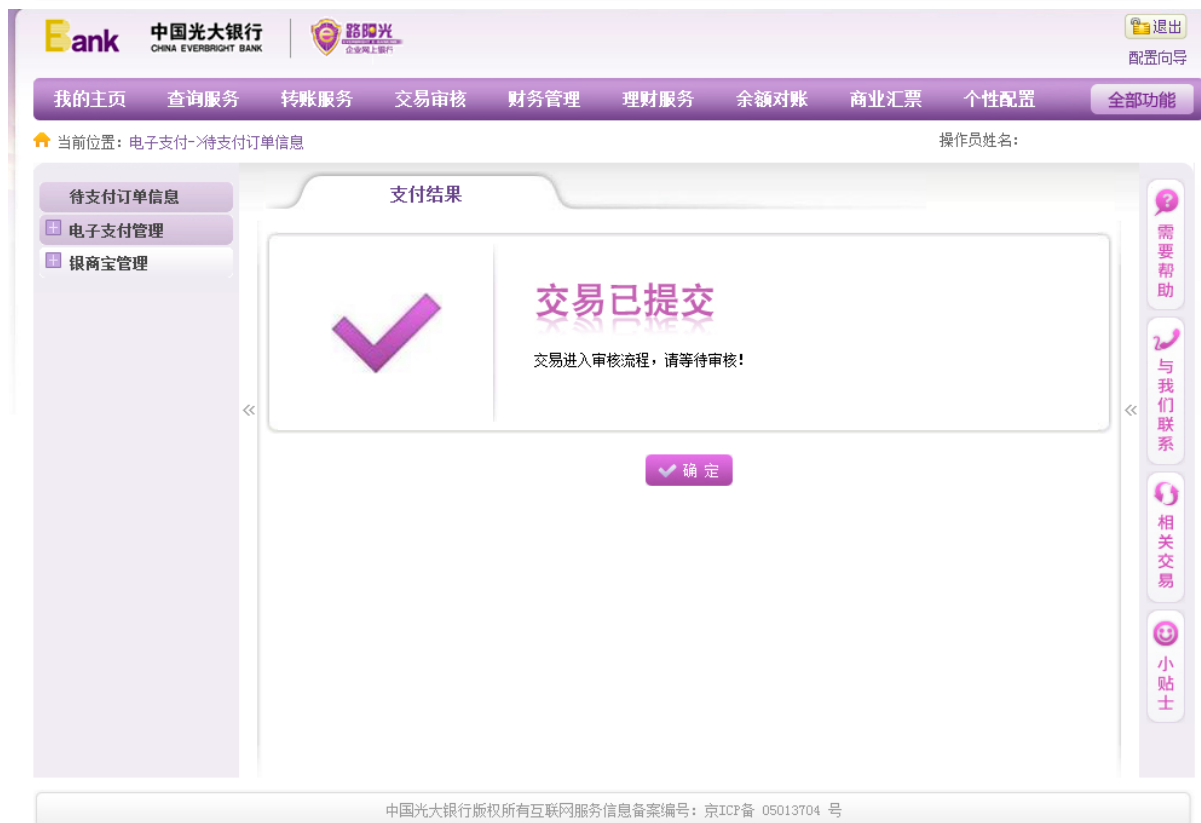 Bank 中国光大银行 CHINA EVERBRIGHT BANK
企业网上银行
退出
配置向导
我的主页 查询服务 转账服务 交易审核 财务管理 理财服务 余额对账 商业汇票 个性配置 全部功能
当前位置：电子支付->待支付订单信息 操作员姓名：
待支付订单信息
电子支付管理
银商宝管理
支付结果
交易已提交
交易进入审核流程，请等待审核！
确 定
需要帮助
与我们联系
相关交易
小贴士
中国光大银行版权所有互联网服务信息备案编号：京ICP备 05013704 号